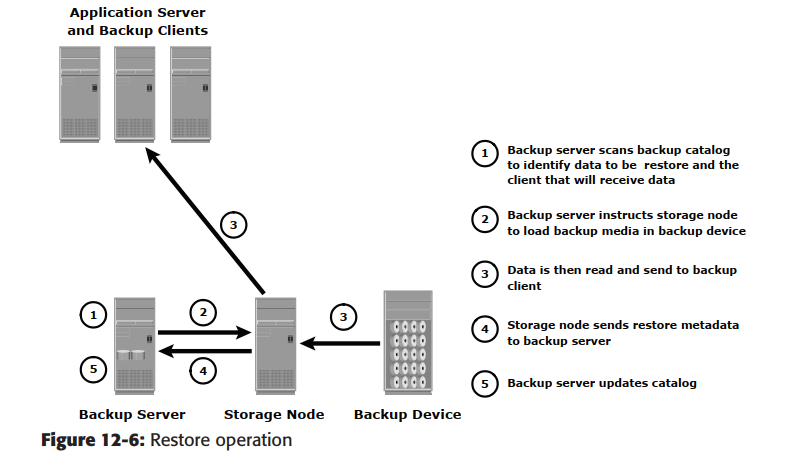 Application Server
and Backup Clients
1
Backup server scans backup catalog
to identify data to be restore and the
client that will receive data
2
Backup server instructs storage node
to load backup media in backup device
3
3
Data is then read and send to backup
client
1
2
3
4
Storage node sends restore metadata
to backup server
5
4
5
Backup server updates catalog
Backup Server
Storage Node
Backup Device
Figure 12-6: Restore operation